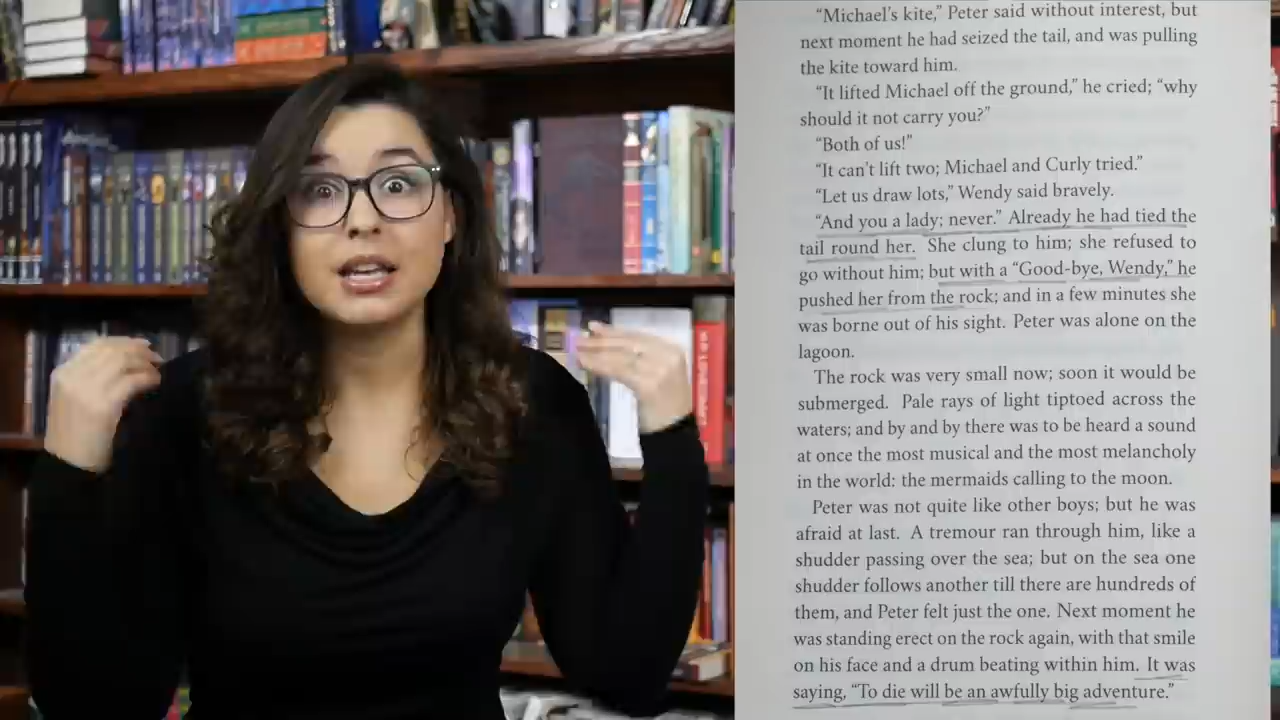 “Michael’s kite,” Peter said without interest, but
next moment he had seized the tail, and was pulling
the kite toward him.
“It lifted Michael off the ground,” he cried; “why
should it not carry you?”
“Both of us!”
“It can’t lift two; Michael and Curly tried.”
“Let us draw lots,” Wendy said bravely.
“And you a lady; never.” Already he had tied the
tail round her. She clung to him; she refused to
go without him; but with a “Good-bye, Wendy,” he
pushed her from the rock; and in a few minutes she
was borne out of his sight. Peter was alone on the
lagoon.
The rock was very small now; soon it would be
submerged. Pale rays of light tiptoed across the
waters; and by and by there was to be heard a sound
at once the most musical and the most melancholy
in the world: the mermaids calling to the moon.
Peter was not quite like other boys; but he was
afraid at last. A tremour ran through him, like a
shudder passing over the sea; but on the sea one
shudder follows another till there are hundreds of
them, and Peter felt just the one. Next moment he
was standing erect on the rock again, with that smile
on his face and a drum beating within him. It was
saying, “To die will be an awfully big adventure.”